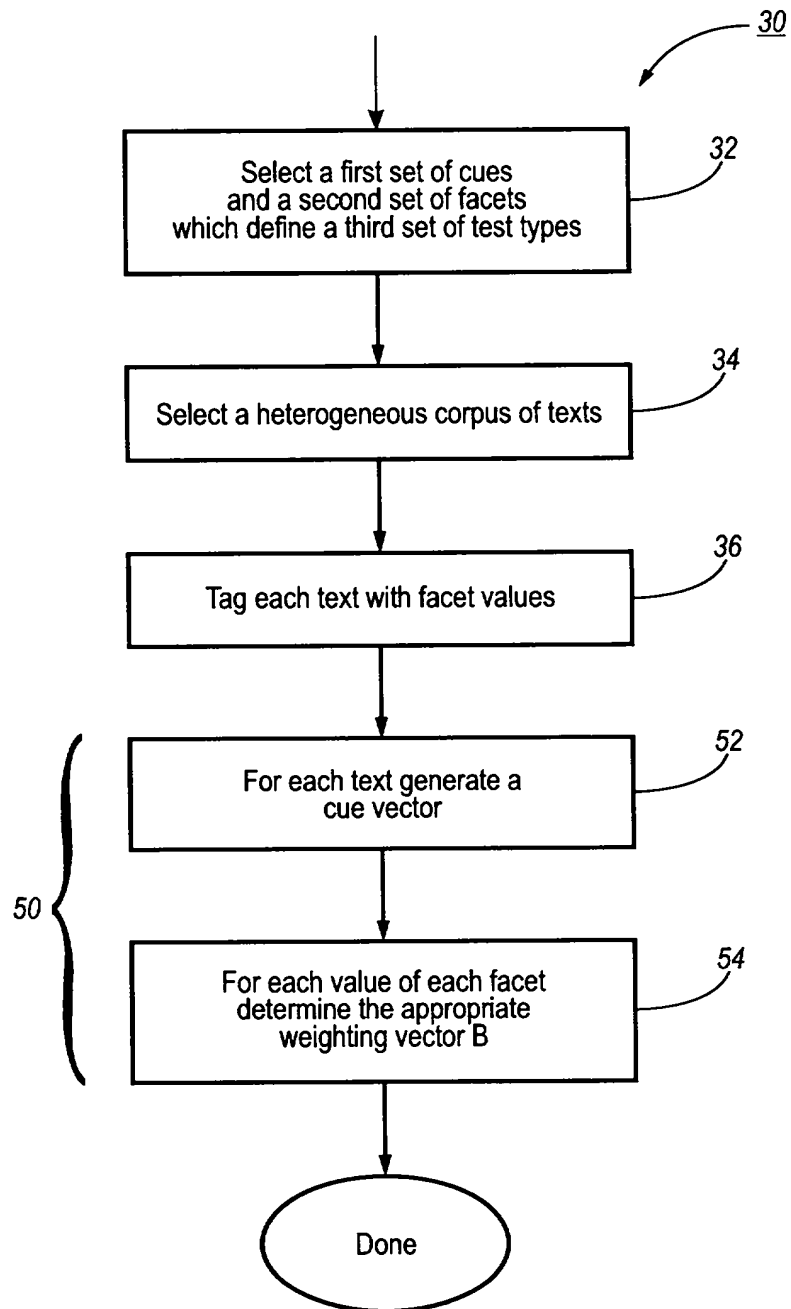 30
Select a first set of cues
and a second set of facets
which define a third set of test types
32
Select a heterogeneous corpus of texts
34
Tag each text with facet values
36
For each text generate a
cue vector
52
50
For each value of each facet
determine the appropriate
weighting vector B
54
Done